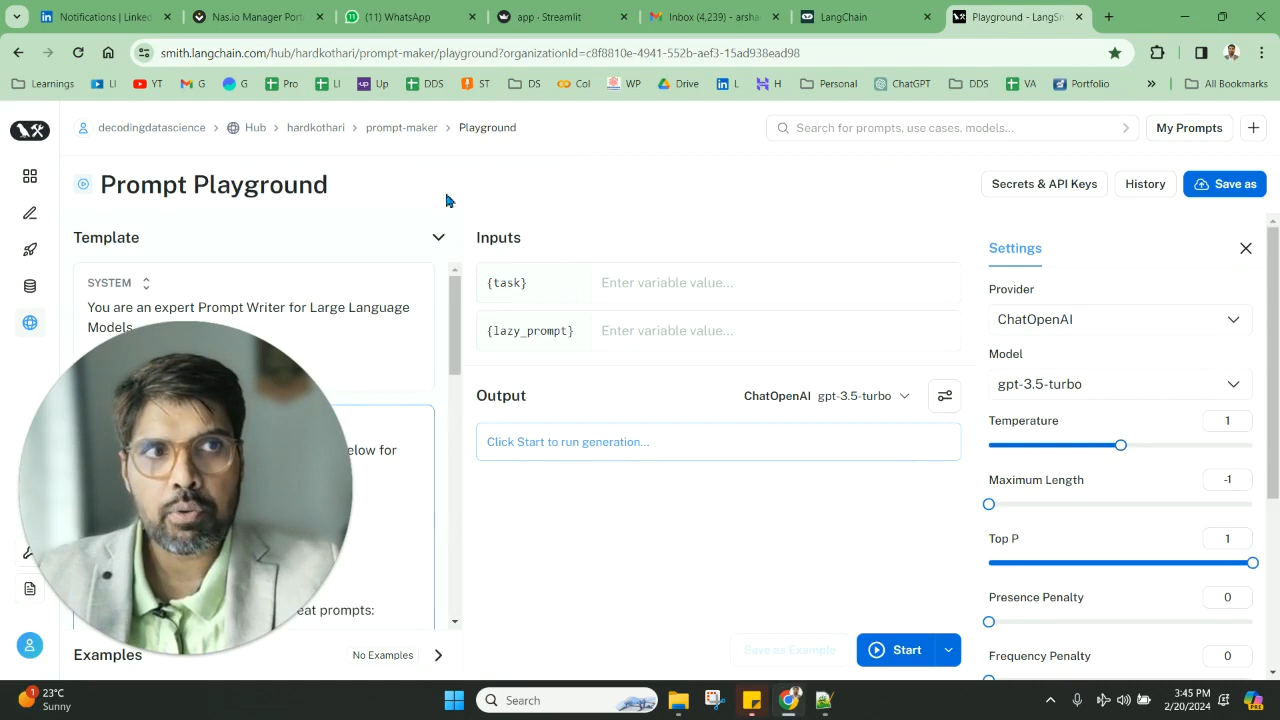 Notifications | Linked
Nas.io Manager Port
(11) WhatsApp
app · Streamlit
Inbox (4,239) - arsha
LangChain
Playground - LangSm
smith.langchain.com/hub/hardkothari/prompt-maker/playground?organizationId=c8f8810e-4941-552b-aef3-15ad938ead98
Learnings
LI
YT
G
G
Pro
LI
Up
DDS
ST
DS
Col
WP
Drive
L
H
Personal
ChatGPT
DDS
VA
Portfolio
All Bookmarks
decodingdatascience > Hub > hardkothari > prompt-maker > Playground
Search for prompts, use cases, models...
My Prompts
Prompt Playground
Secrets & API Keys
History
Save as
Template
Inputs
Settings
SYSTEM
You are an expert Prompt Writer for Large Language
Models.
{task}
Enter variable value...
{lazy_prompt}
Enter variable value...
Provider
ChatOpenAI
Model
gpt-3.5-turbo
Output
ChatOpenAI gpt-3.5-turbo
Click Start to run generation...
Temperature
1
Maximum Length
-1
Top P
1
Presence Penalty
0
Frequency Penalty
0
elow for
eat prompts:
Examples
No Examples
Save as Example
Start
1
23°C
Sunny
Search
3:45 PM
2/20/2024